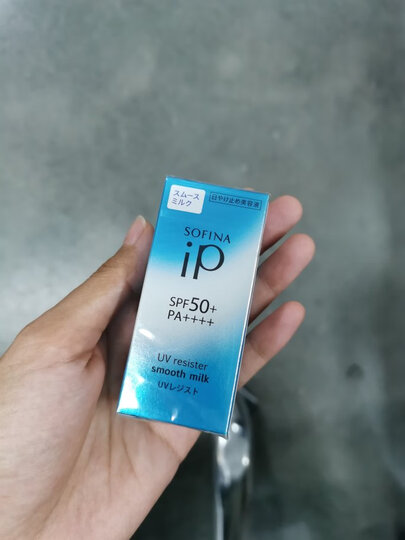 スムース
ミルク
日やけ止め美容液
SOFINA
iP
SPF50+
PA++++
UV resister
smooth milk
UVレジスト